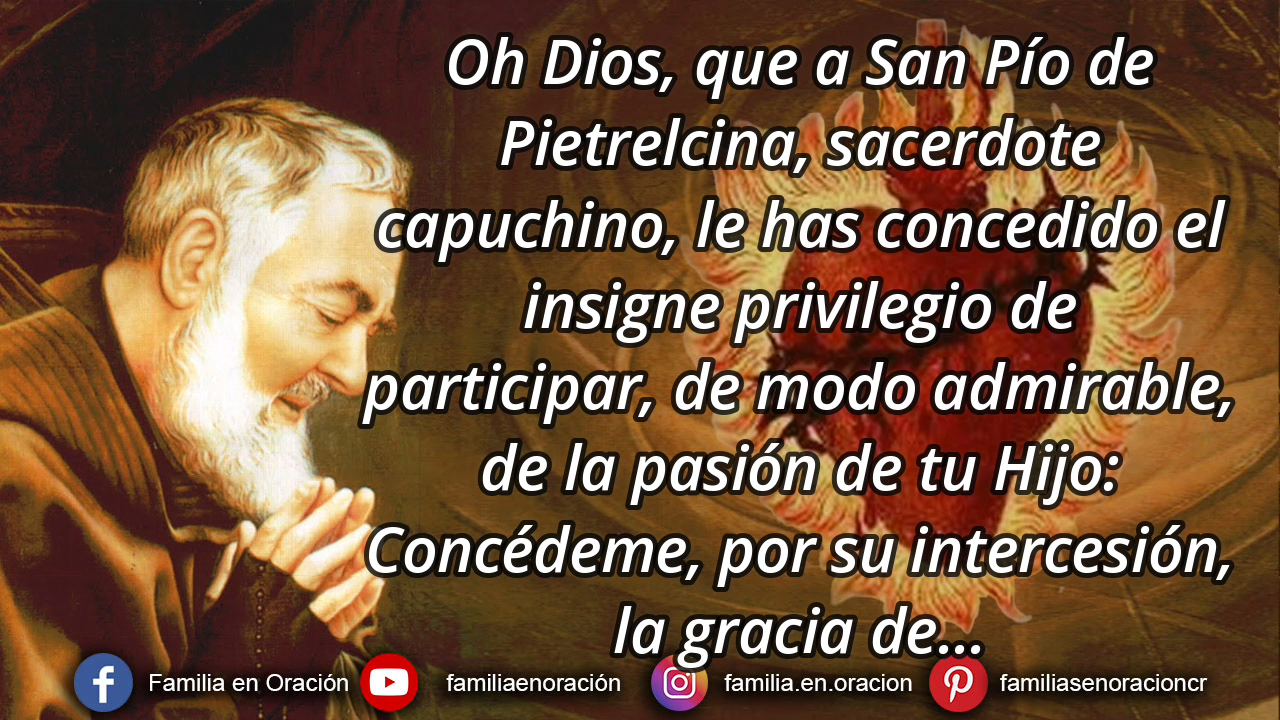 Oh Dios, que a San Pío de
Pietrelcina, sacerdote
capuchino, le has concedido el
insigne privilegio de
participar, de modo admirable,
de la pasión de tu Hijo:
Concédeme, por su intercesión,
la gracia de...
Familia en Oración familiaenoración familia.en.oracion familiasenoracioncr